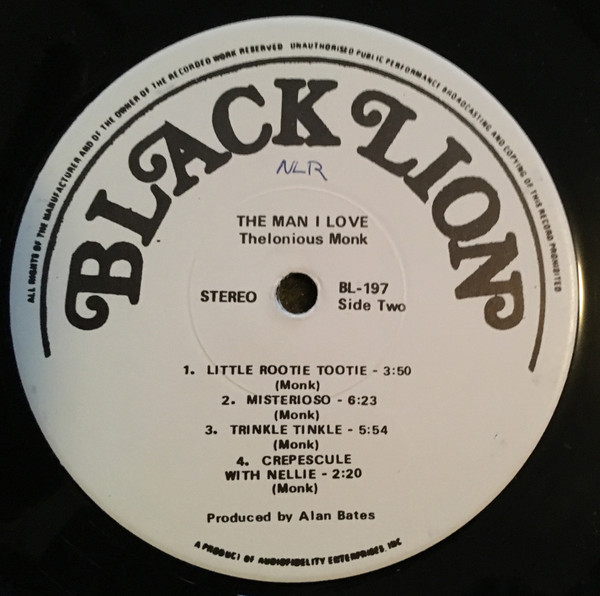 ALL RIGHTS OF THE MANUFACTURER AND OF THE OWNER OF THE RECORDED WORK RESERVED UNAUTHORISED PUBLIC PERFORMANCE BROADCASTING AND COPYING OF THIS RECORD PROHIBITED
BLACK LION
NLR
THE MAN I LOVE
Thelonious Monk
STEREO
BL-197
Side Two
1. LITTLE ROOTIE TOOTIE - 3:50
(Monk)
2. MISTERIOSO - 6:23
(Monk)
3. TRINKLE TINKLE - 5:54
(Monk)
4. CREPESCULE
WITH NELLIE - 2:20
(Monk)
Produced by Alan Bates
A PRODUCT OF AUDIOFIDELITY ENTERPRISES, INC